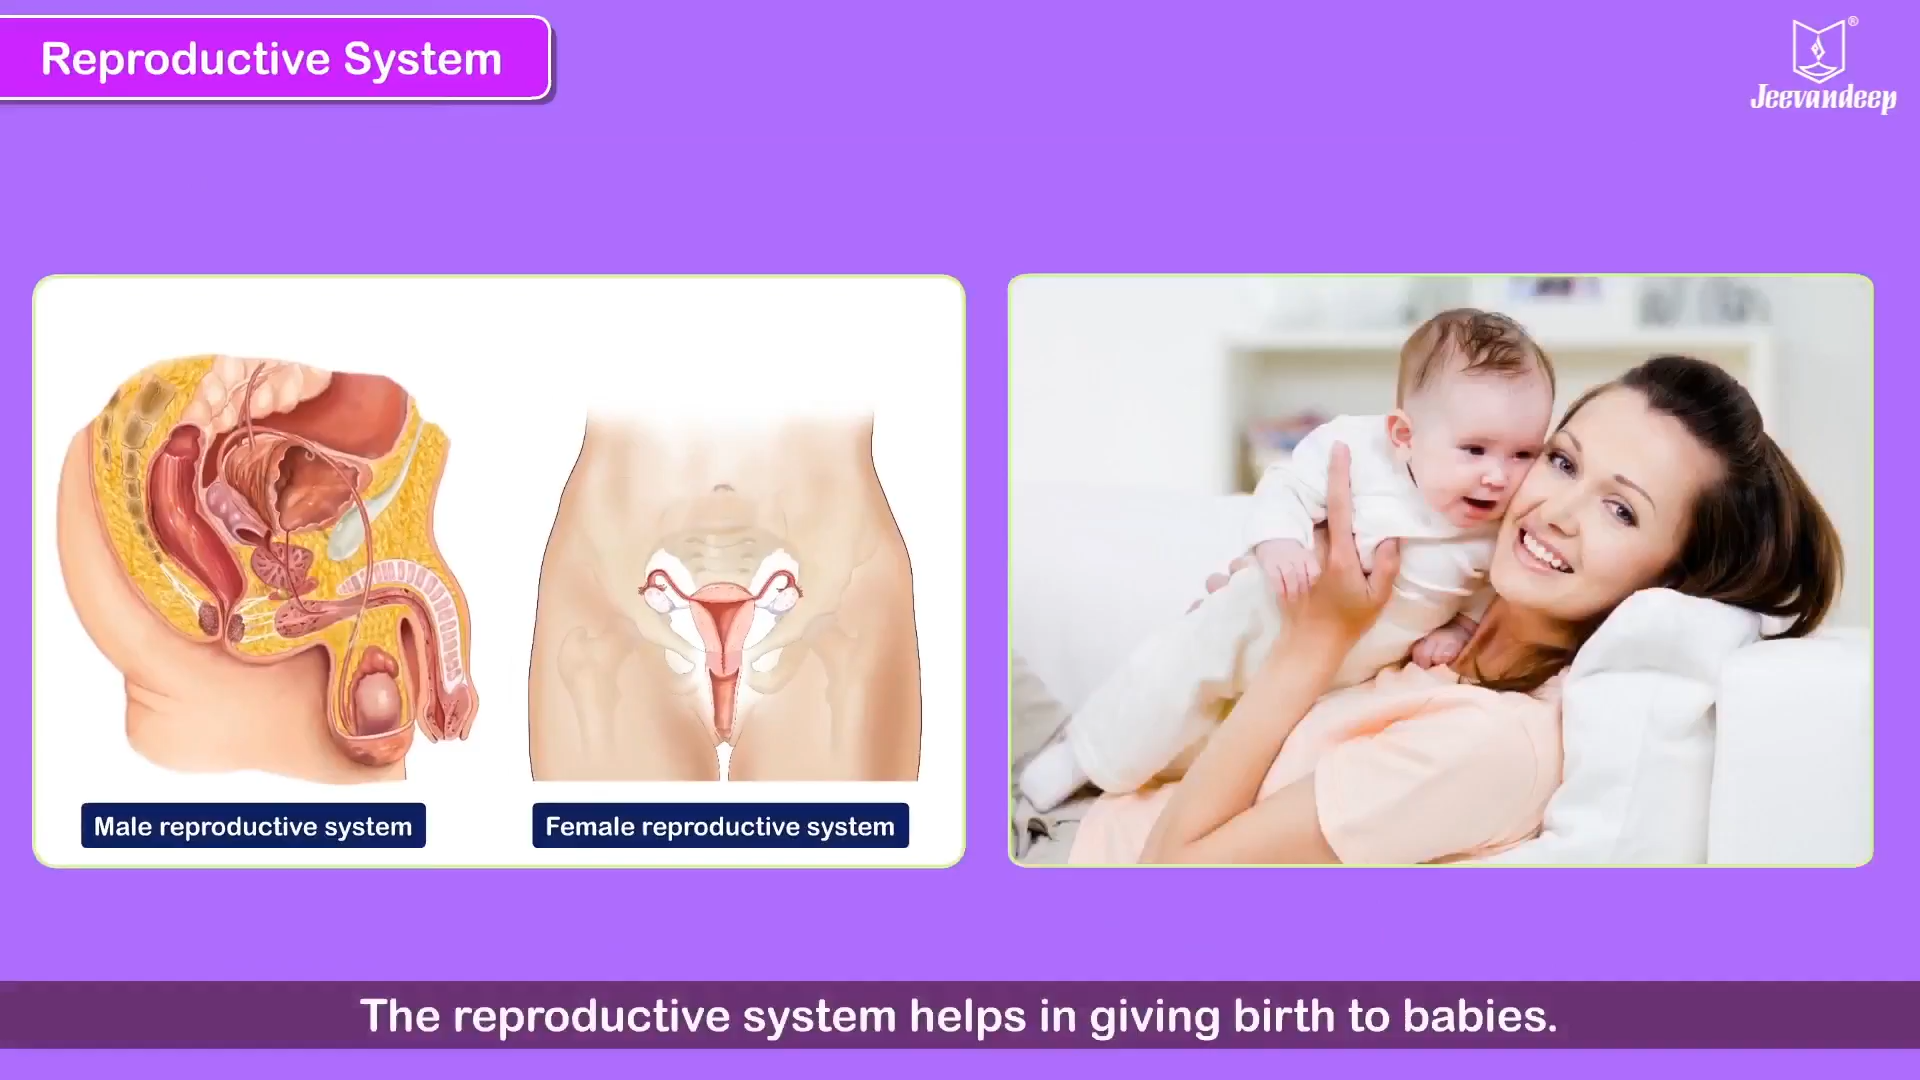 Reproductive System
®
Jeevandeep
Male reproductive system
Female reproductive system
The reproductive system helps in giving birth to babies.